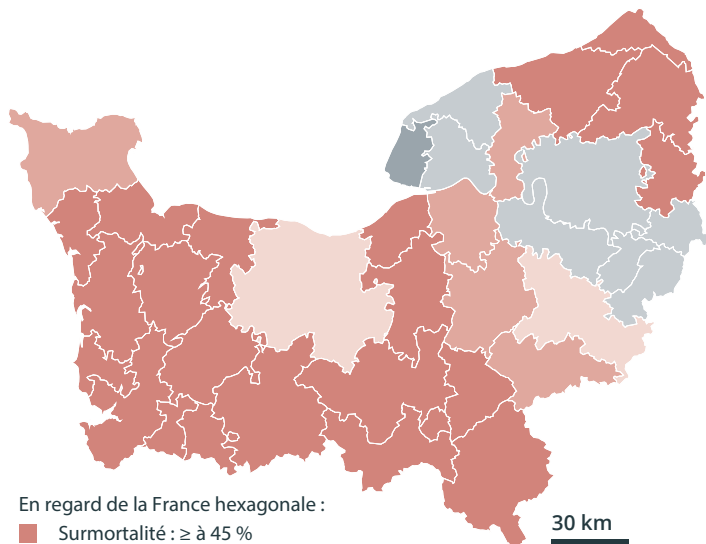 En regard de la France hexagonale :
Surmortalité : ≥ à 45 %
30 km